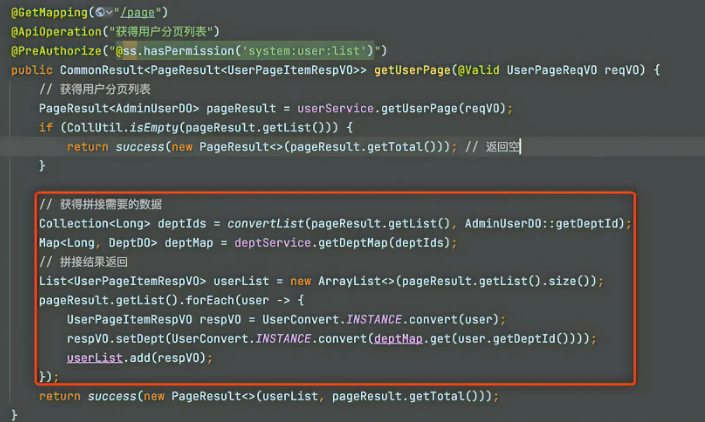 @GetMapping("/page")
@ApiOperation("获得用户分页列表")
@PreAuthorize("@ss.hasPermission('system:user:list')")
public CommonResult<PageResult<UserPageItemRespVO>> getUserPage(@Valid UserPageReqVO reqVO) {
// 获得用户分页列表
PageResult<AdminUserDO> pageResult = userService.getUserPage(reqVO);
if (CollUtil.isEmpty(pageResult.getList())) {
return success(new PageResult<>(pageResult.getTotal())); // 返回空
}
// 获得拼接需要的数据
Collection<Long> deptIds = convertList(pageResult.getList(), AdminUserDO::getDeptId);
Map<Long, DeptDO> deptMap = deptService.getDeptMap(deptIds);
// 拼接结果返回
List<UserPageItemRespVO> userList = new ArrayList<>(pageResult.getList().size());
pageResult.getList().forEach(user -> {
UserPageItemRespVO respVO = UserConvert.INSTANCE.convert(user);
respVO.setDept(UserConvert.INSTANCE.convert(deptMap.get(user.getDeptId())));
userList.add(respVO);
});
return success(new PageResult<>(userList, pageResult.getTotal()));
}